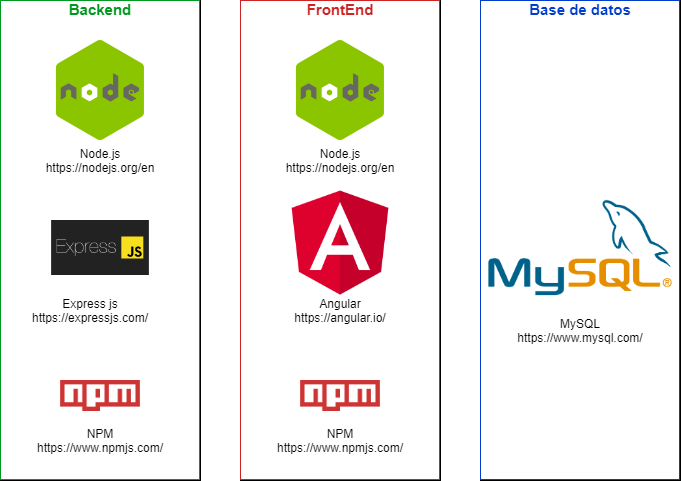 Backend
node
Node.js
https://nodejs.org/en
Express
JS
Express js
https://expressjs.com/
npm
NPM
https://www.npmjs.com/
FrontEnd
node
Node.js
https://nodejs.org/en
A
Angular
https://angular.io/
npm
NPM
https://www.npmjs.com/
Base de datos
MySQL®
MySQL
https://www.mysql.com/